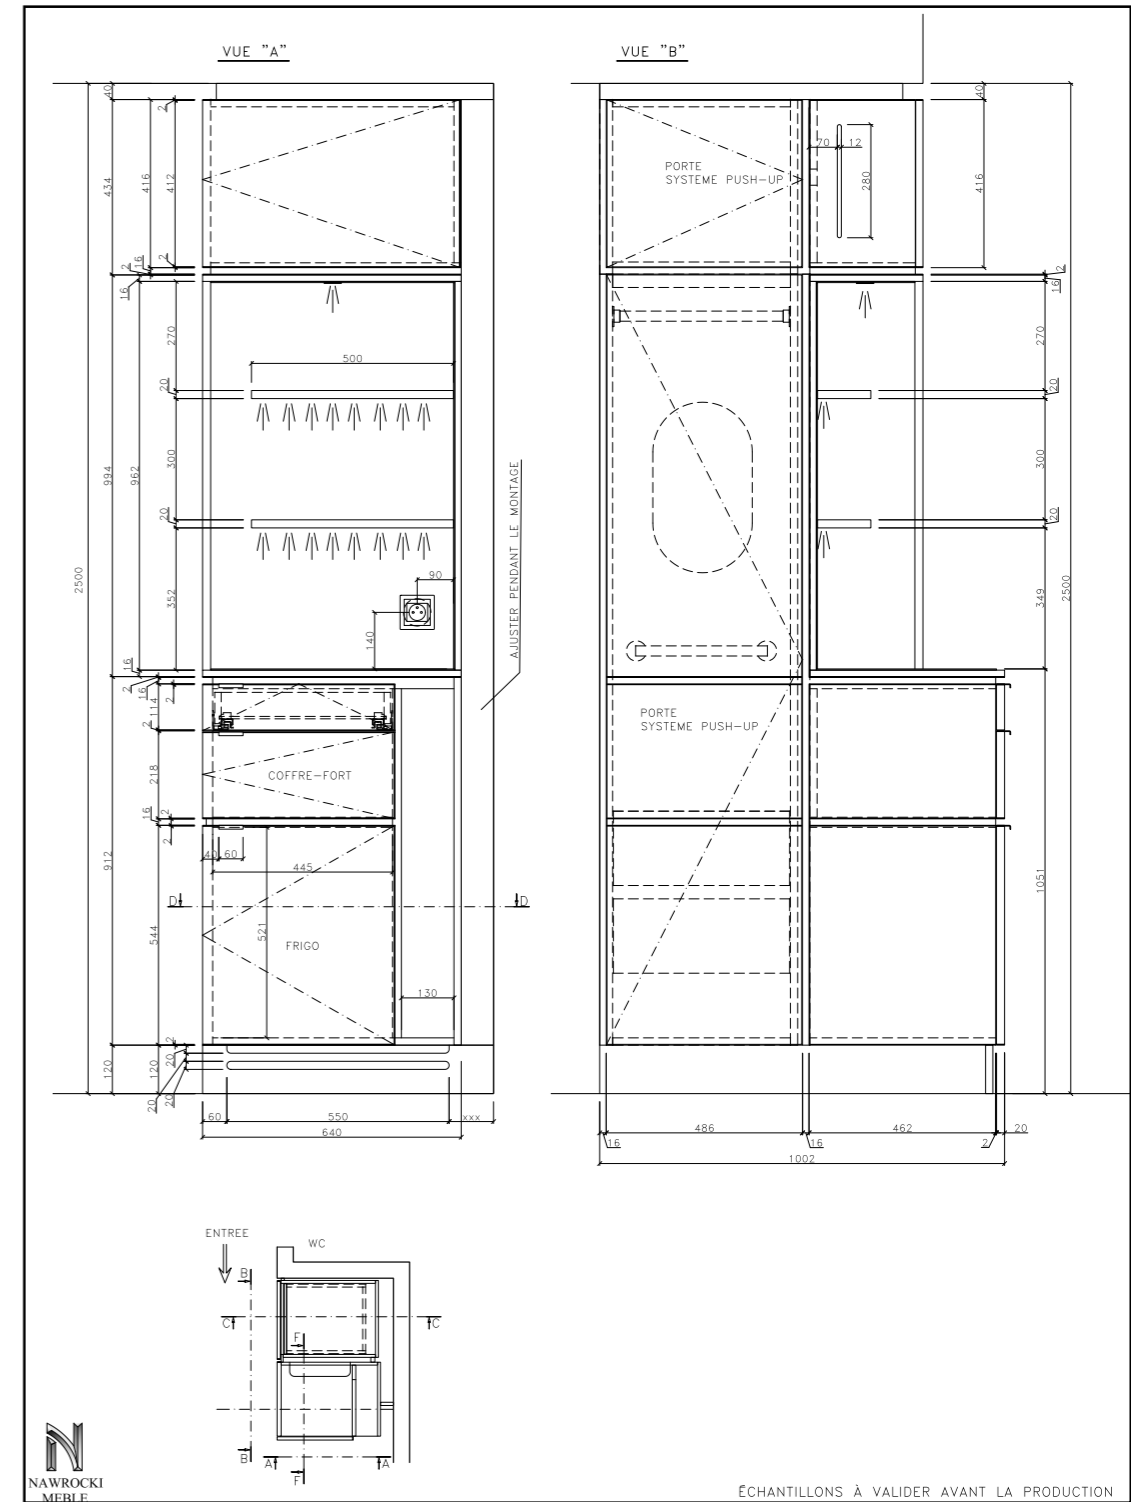 VUE "A"
VUE "B"
40
2
434
416
412
2
16
2
16
270
500
20
994
962
300
20
2500
352
90
140
AJUSTER PENDANT LE MONTAGE
16
2
16
114
2
2
218
COFFRE-FORT
16
2
2
40
60
445
D
D
912
544
521
FRIGO
130
2
120
120
20
20
20
60
550
xxx
640
40
PORTE
SYSTEME PUSH-UP
70
12
280
416
2
16
270
20
300
20
349
2500
PORTE
SYSTEME PUSH-UP
1051
486
462
20
16
16
2
1002
ENTREE
WC
B
C
C
F
B
A
A
F
NAWROCKI
MEBLE
ÉCHANTILLONS À VALIDER AVANT LA PRODUCTION